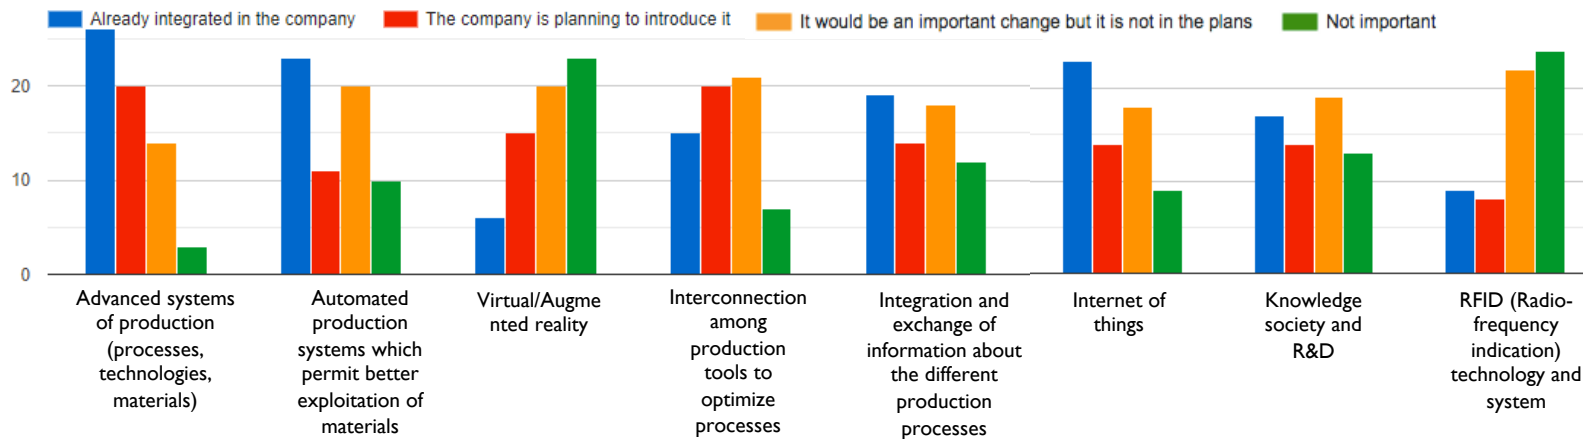 Already integrated in the company
The company is planning to introduce it
It would be an important change but it is not in the plans
Not important
20
10
0
Advanced systems
of production
(processes,
technologies,
materials)
Automated
production
systems which
permit better
exploitation of
materials
Virtual/Augme
nted reality
Interconnection
among
production
tools to
optimize
processes
Integration and
exchange of
information about
the different
production
processes
Internet of
things
Knowledge
society and
R&D
RFID (Radio-
frequency
indication)
technology and
system